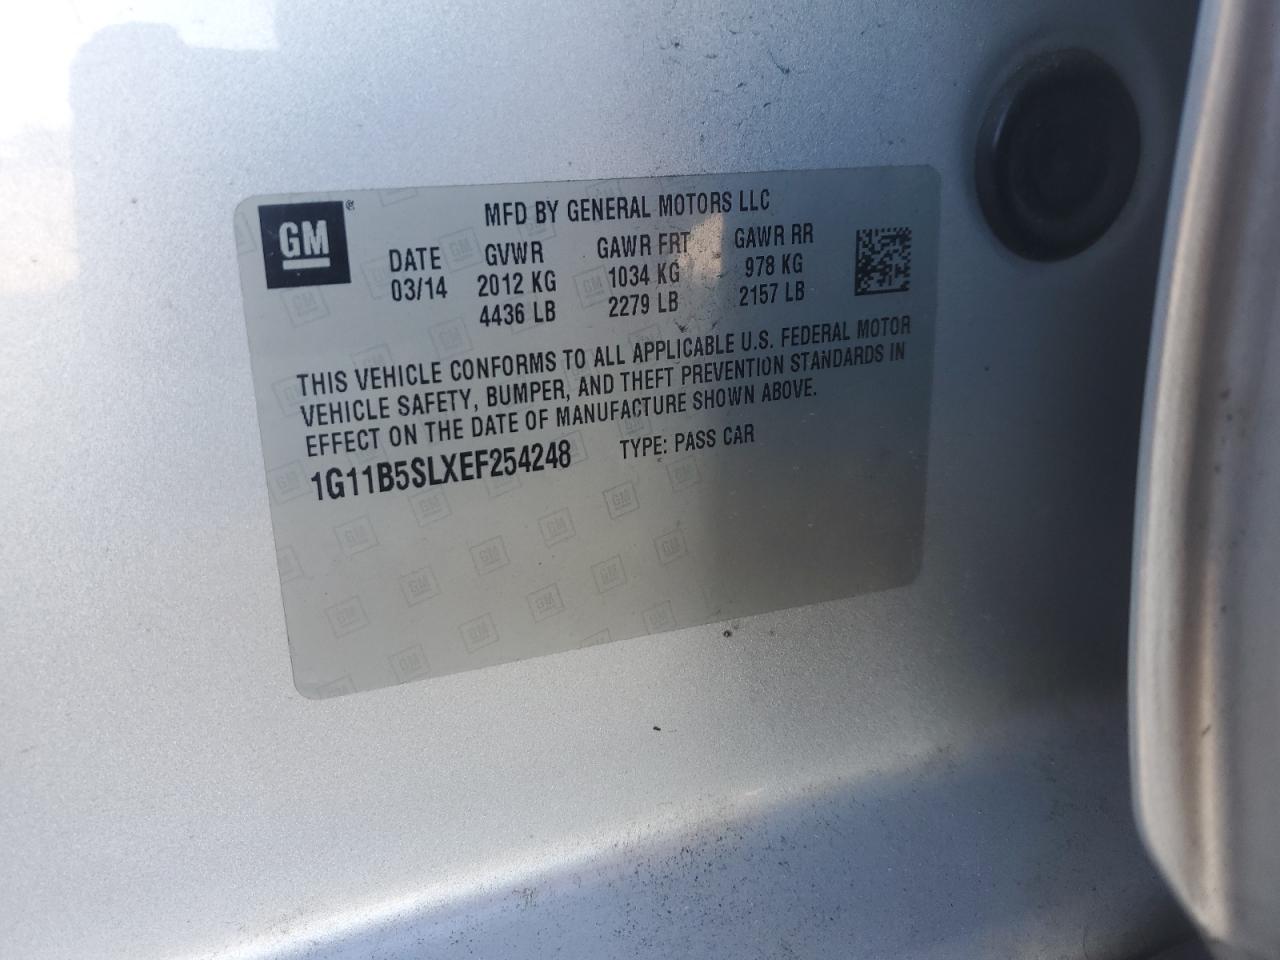 GM®
MFD BY GENERAL MOTORS LLC
DATE GVWR GAWR FRT GAWR RR
03/14 2012 KG 1034 KG 978 KG
4436 LB 2279 LB 2157 LB
THIS VEHICLE CONFORMS TO ALL APPLICABLE U.S. FEDERAL MOTOR
VEHICLE SAFETY, BUMPER, AND THEFT PREVENTION STANDARDS IN
EFFECT ON THE DATE OF MANUFACTURE SHOWN ABOVE.
1G11B5SLXEF254248 TYPE: PASS CAR